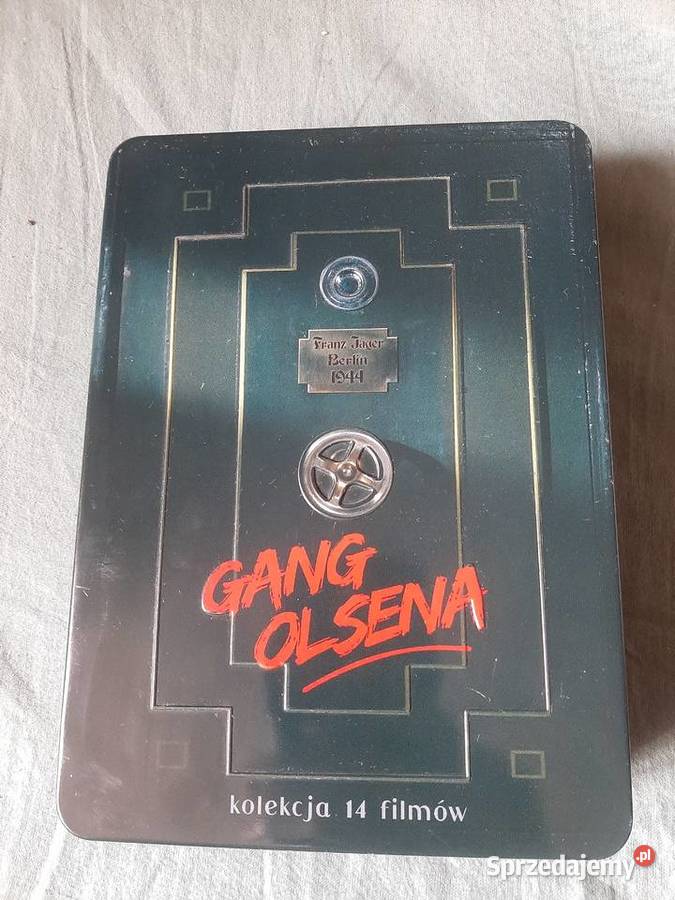 Franz Jager
Berlin
1944
GANG
OLSENA
kolekcja 14 filmów
Sprzedajemy.pl